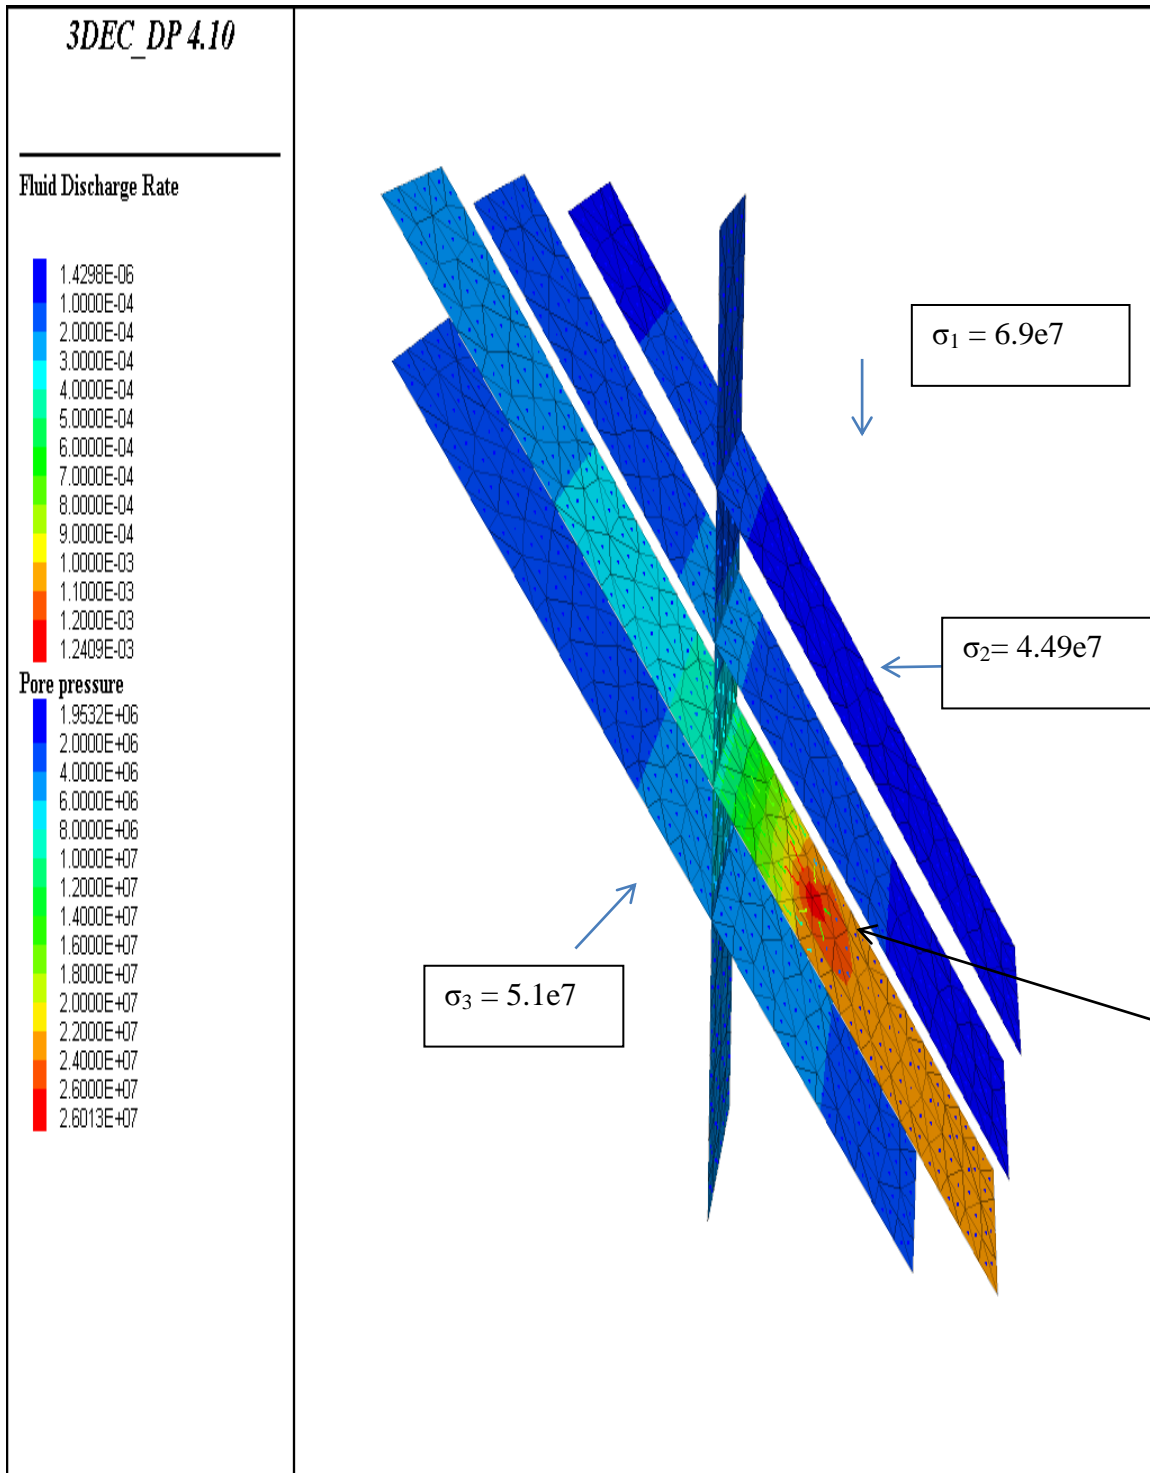 3DEC_DP 4.10
Fluid Discharge Rate
1.4298E-06
1.0000E-04
2.0000E-04
3.0000E-04
4.0000E-04
5.0000E-04
6.0000E-04
7.0000E-04
8.0000E-04
9.0000E-04
1.0000E-03
1.1000E-03
1.2000E-03
1.2409E-03
Pore pressure
1.9532E+06
2.0000E+06
4.0000E+06
6.0000E+06
8.0000E+06
1.0000E+07
1.2000E+07
1.4000E+07
1.6000E+07
1.8000E+07
2.0000E+07
2.2000E+07
2.4000E+07
2.6000E+07
2.6013E+07
σ₁ = 6.9e7
σ₂= 4.49e7
σ₃ = 5.1e7